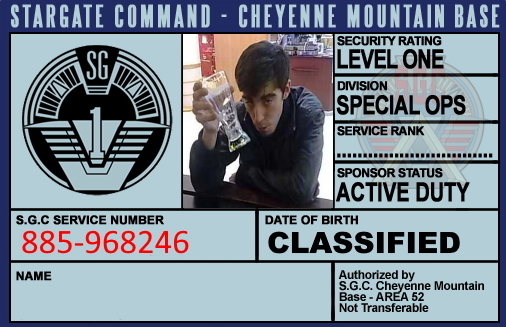 STARGATE COMMAND - CHEYENNE MOUNTAIN BASE
SG
1
SECURITY RATING
LEVEL ONE
DIVISION
SPECIAL OPS
SERVICE RANK
SPONSOR STATUS
ACTIVE DUTY
S.G.C SERVICE NUMBER
885-968246
DATE OF BIRTH
CLASSIFIED
NAME
Authorized by
S.G.C. Cheyenne Mountain
Base - AREA 52
Not Transferable